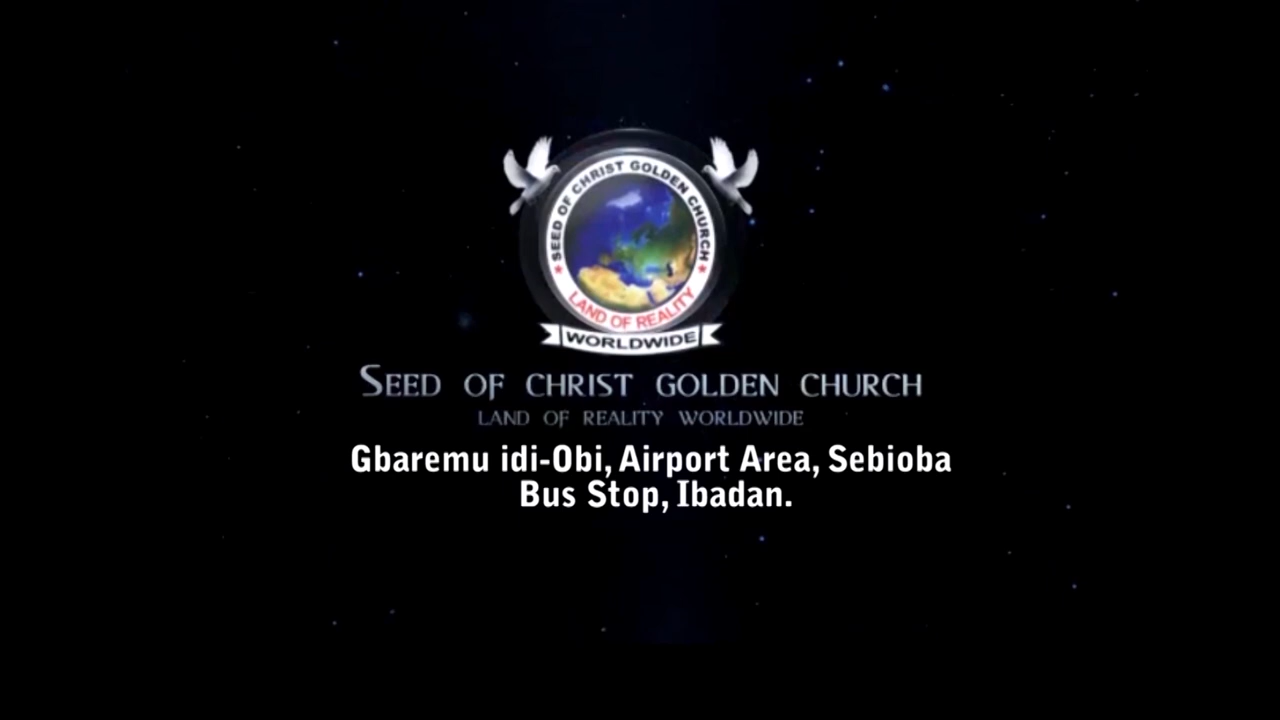 SEED OF CHRIST GOLDEN CHURCH
LAND OF REALITY
WORLDWIDE
SEED OF CHRIST GOLDEN CHURCH
LAND OF REALITY WORLDWIDE
Gbaremu idi-Obi, Airport Area, Sebioba
Bus Stop, Ibadan.